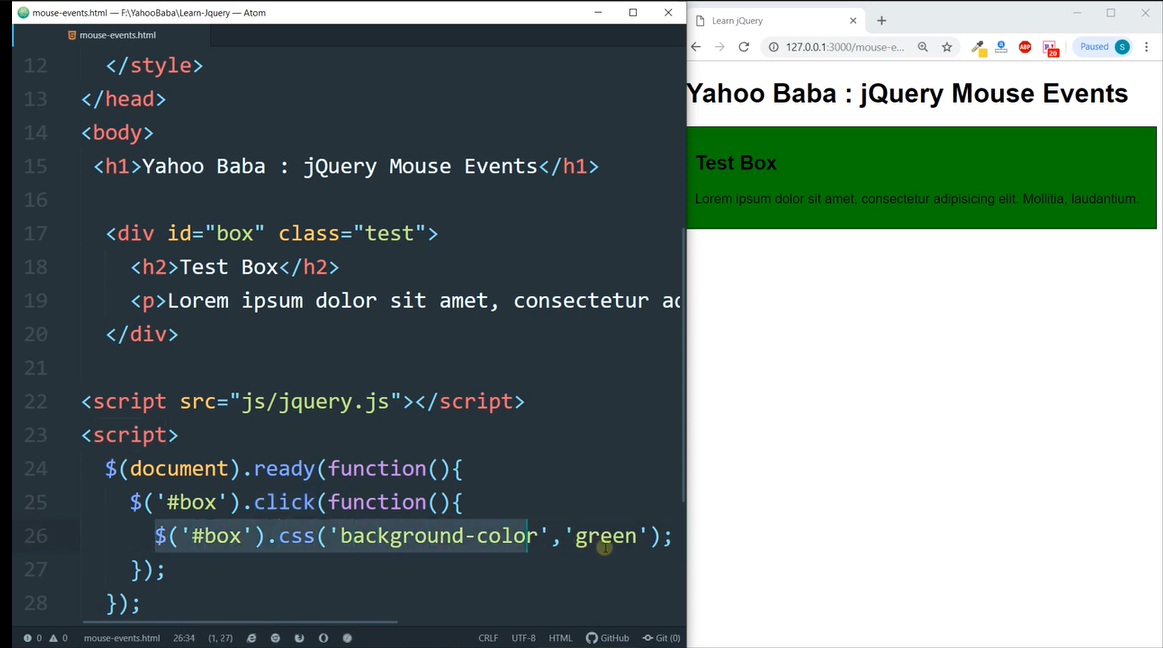 mouse-events.html — F:\YahooBaba\Learn-Jquery — Atom
mouse-events.html
12 </style>
13 </head>
14 <body>
15 <h1>Yahoo Baba : jQuery Mouse Events</h1>
16
17 <div id="box" class="test">
18 <h2>Test Box</h2>
19 <p>Lorem ipsum dolor sit amet, consectetur ad
20 </div>
21
22 <script src="js/jquery.js"></script>
23 <script>
24 $(document).ready(function(){
25 $('#box').click(function(){
26 $('#box').css('background-color','green');
27 });
28 });
0 0 mouse-events.html 26:34 (1, 27) CRLF UTF-8 HTML GitHub Git (0)
Learn jQuery
127.0.0.1:3000/mouse-e... ABP 20 Paused S
Yahoo Baba : jQuery Mouse Events
Test Box
Lorem ipsum dolor sit amet, consectetur adipisicing elit. Mollitia, laudantium.